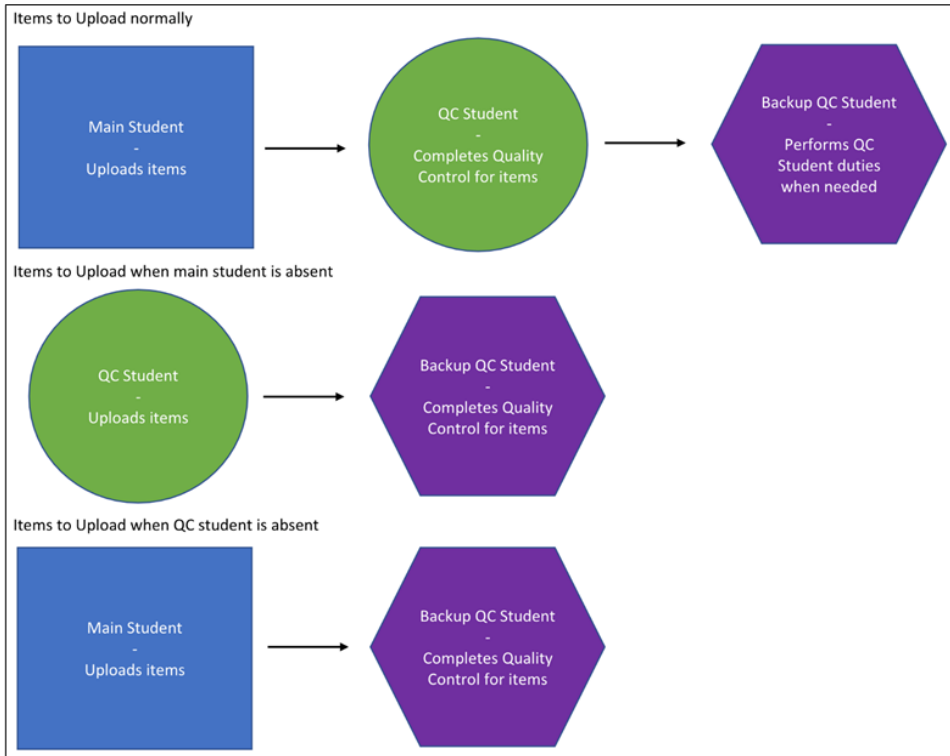 Items to Upload normally
Main Student
-
Uploads items
QC Student
-
Completes Quality
Control for items
Backup QC Student
-
Performs QC
Student duties
when needed
Items to Upload when main student is absent
QC Student
-
Uploads items
Backup QC Student
-
Completes Quality
Control for items
Items to Upload when QC student is absent
Main Student
-
Uploads items
Backup QC Student
-
Completes Quality
Control for items